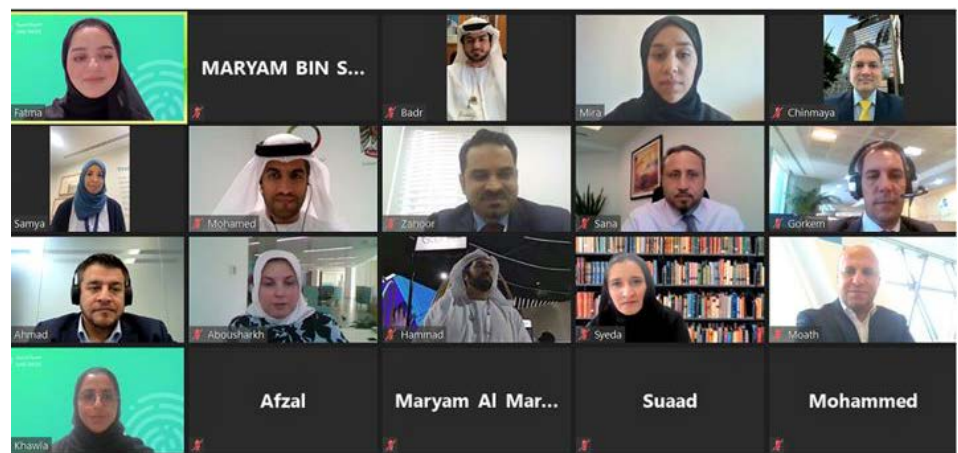 Fatma
MARYAM BIN S...
Badr
Mira
Chinmaya
Samya
Mohamed
Zahoor
Sana
Gorkem
Ahmad
Abousharkh
Hammad
Syeda
Moath
Khawla
Afzal
Maryam Al Mar...
Suaad
Mohammed